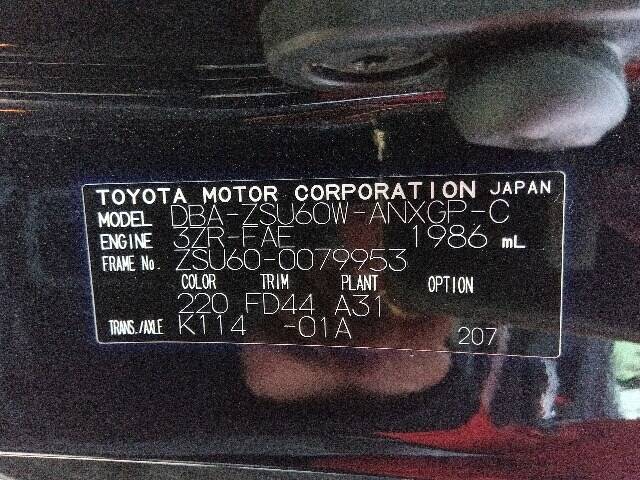 TOYOTA MOTOR CORPORATION JAPAN
MODEL DBA-ZSU60W-ANXGP-C
ENGINE 3ZR-FAE 1986 mL
FRAME No. ZSU60-0079953
COLOR TRIM PLANT OPTION
220 FD44 A31
TRANS./AXLE K114 -01A 207